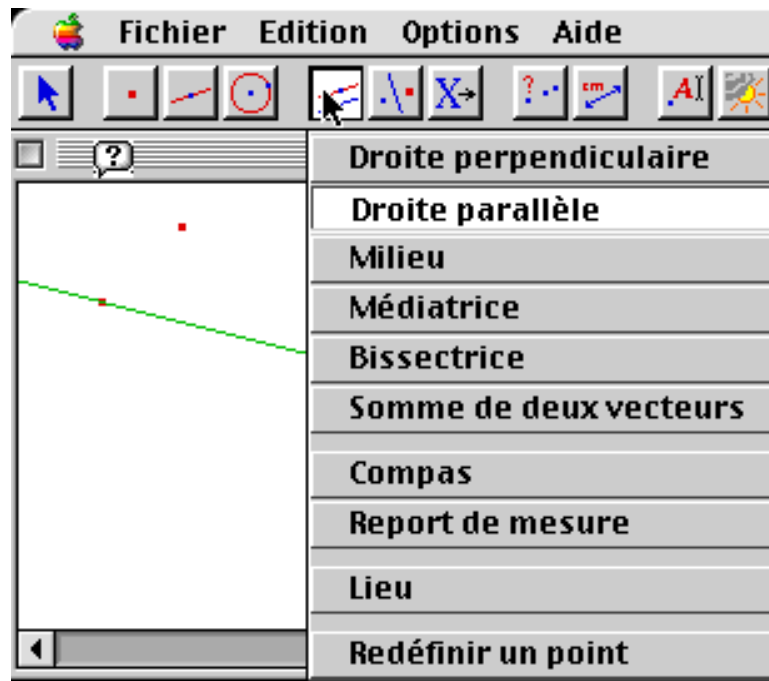 Fichier Edition Options Aide
X ? cm A
?
Droite perpendiculaire
Droite parallèle
Milieu
Médiatrice
Bissectrice
Somme de deux vecteurs
Compas
Report de mesure
Lieu
Redéfinir un point